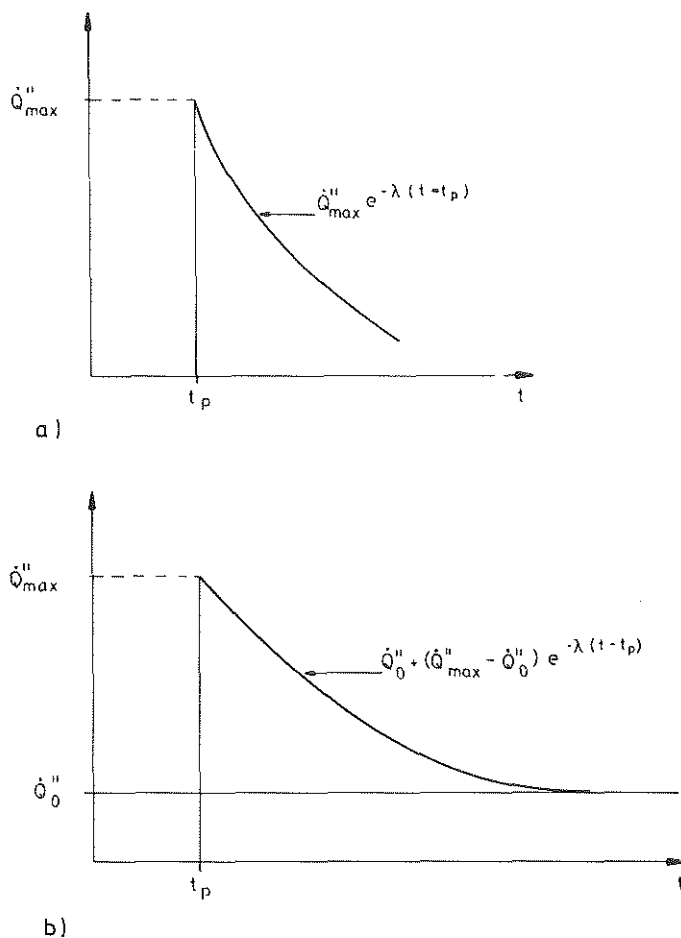 Q̇"max
Q̇"max e^-λ(t-tp)
tp
t
a)
Q̇"max
Q̇"0 + (Q̇"max - Q̇"0) e^-λ(t-tp)
Q̇"0
tp
t
b)